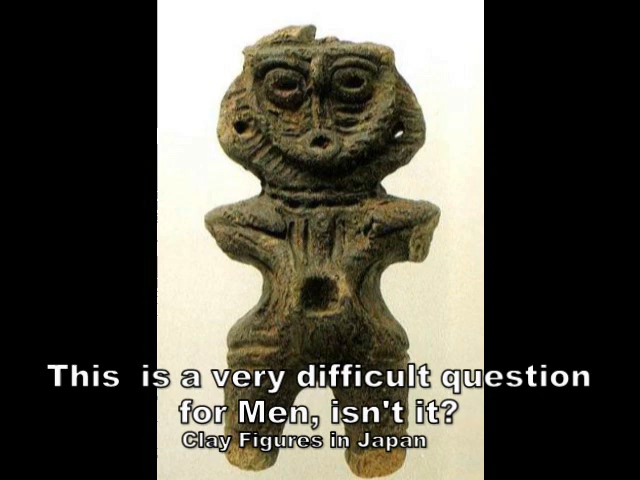 This is a very difficult question
for Men, isn't it?
Clay Figures in Japan